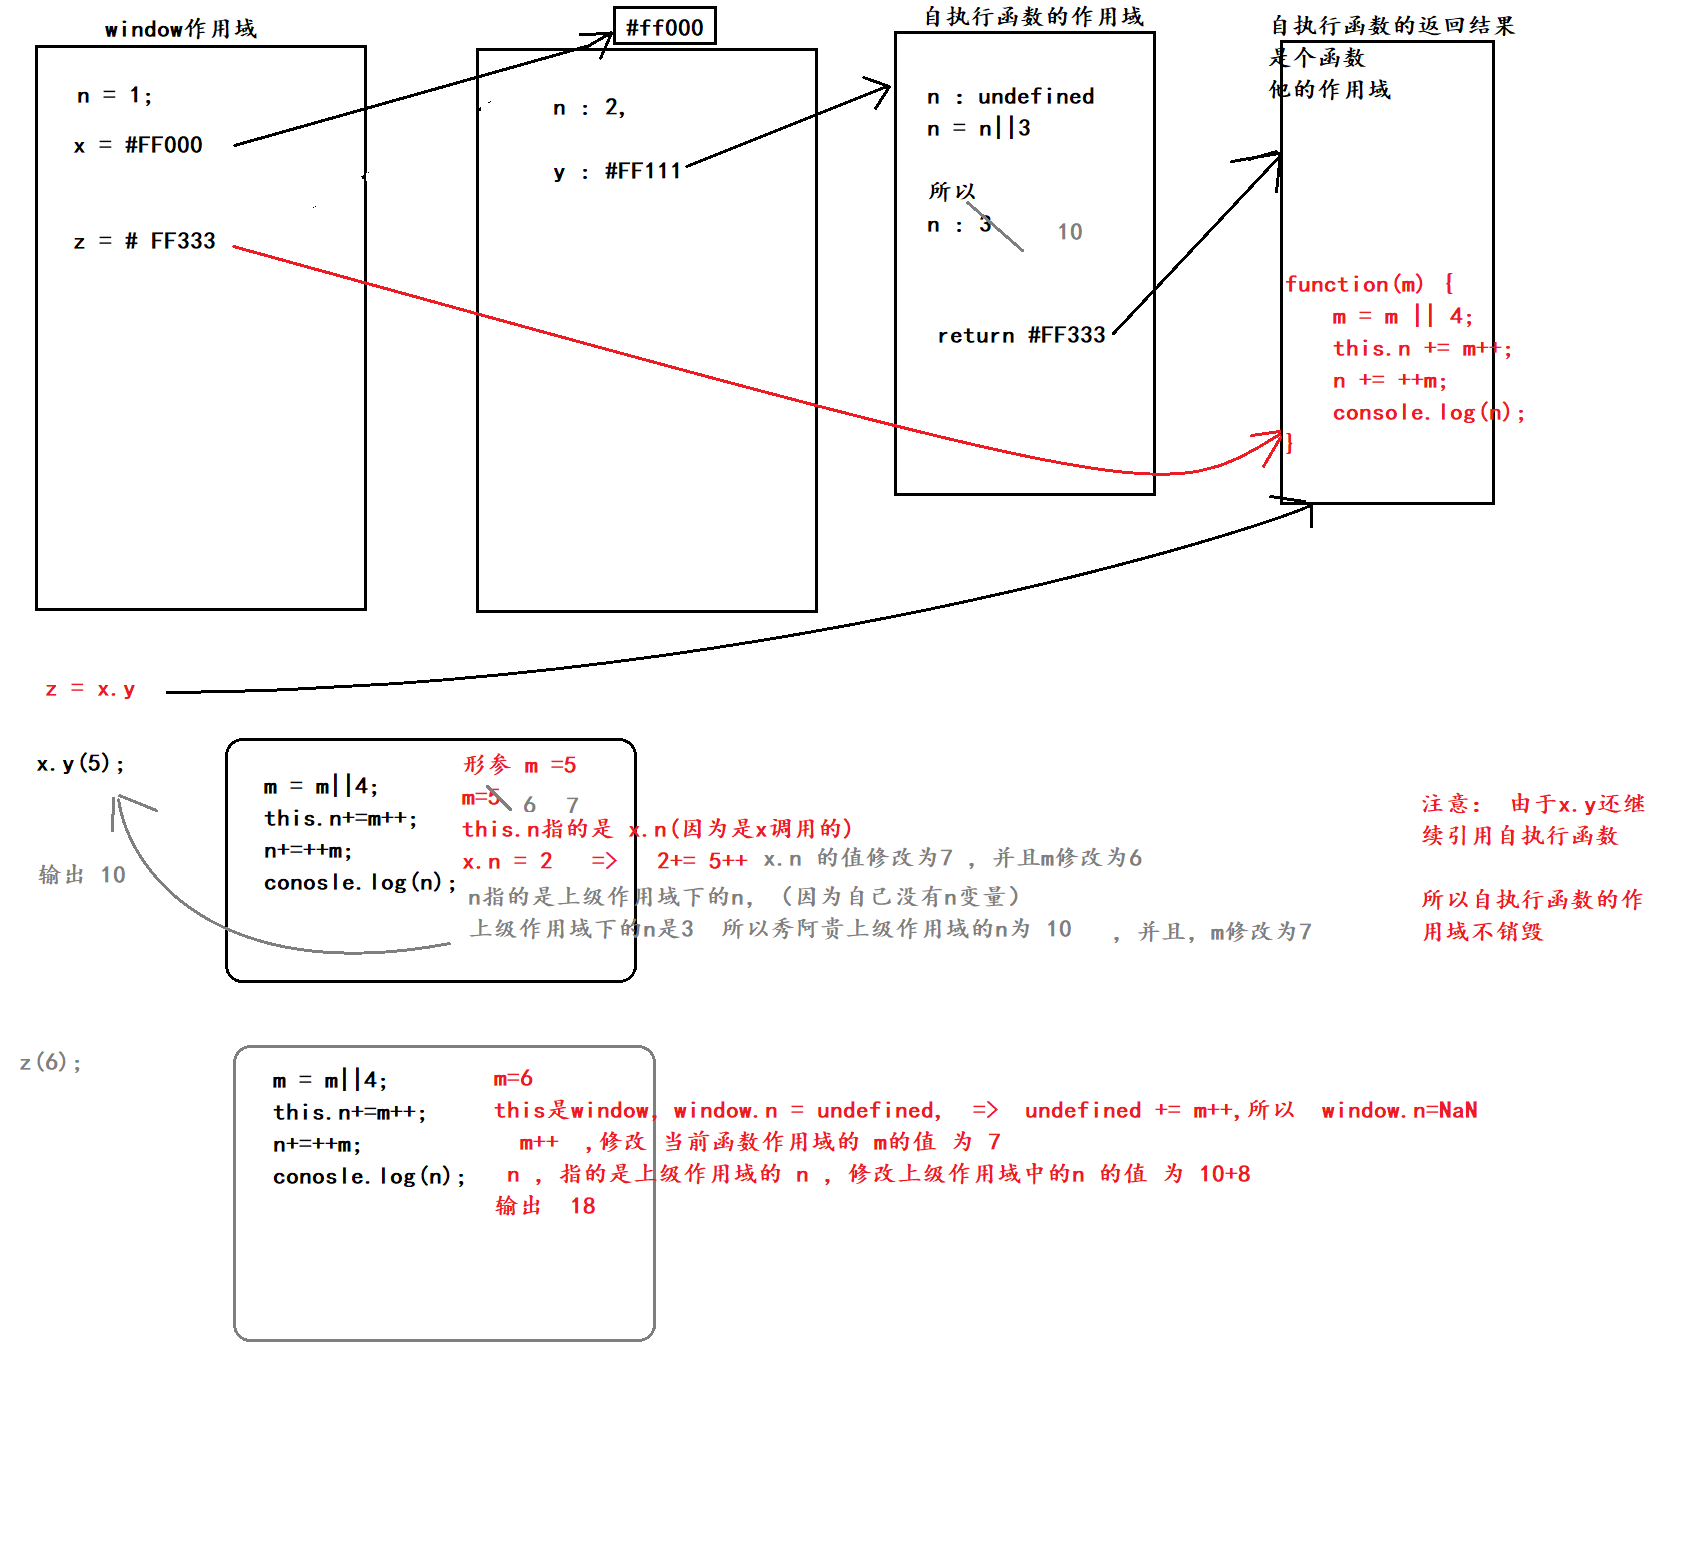 window作用域
n = 1;
x = #FF000
z = # FF333
#ff000
n : 2,
y : #FF111
自执行函数的作用域
n : undefined
n = n||3
所以
n : 3
10
return #FF333
自执行函数的返回结果
是个函数
他的作用域
function(m) {
m = m || 4;
this.n += m++;
n += ++m;
console.log(n);
}
z = x.y
x.y(5);
输出 10
m = m||4;
this.n+=m++;
n+=++m;
conosle.log(n);
形参 m =5
m=5 6 7
this.n指的是 x.n(因为是x调用的)
x.n = 2 => 2+= 5++ x.n 的值修改为7 ,并且m修改为6
n指的是上级作用域下的n,（因为自己没有n变量）
上级作用域下的n是3 所以秀阿贵上级作用域的n为 10 ,并且,m修改为7
注意： 由于x.y还继
续引用自执行函数
所以自执行函数的作
用域不销毁
z(6);
m = m||4;
this.n+=m++;
n+=++m;
conosle.log(n);
m=6
this是window, window.n = undefined, => undefined += m++,所以 window.n=NaN
m++ ,修改 当前函数作用域的 m的值 为 7
n ,指的是上级作用域的 n ,修改上级作用域中的n 的值 为 10+8
输出 18